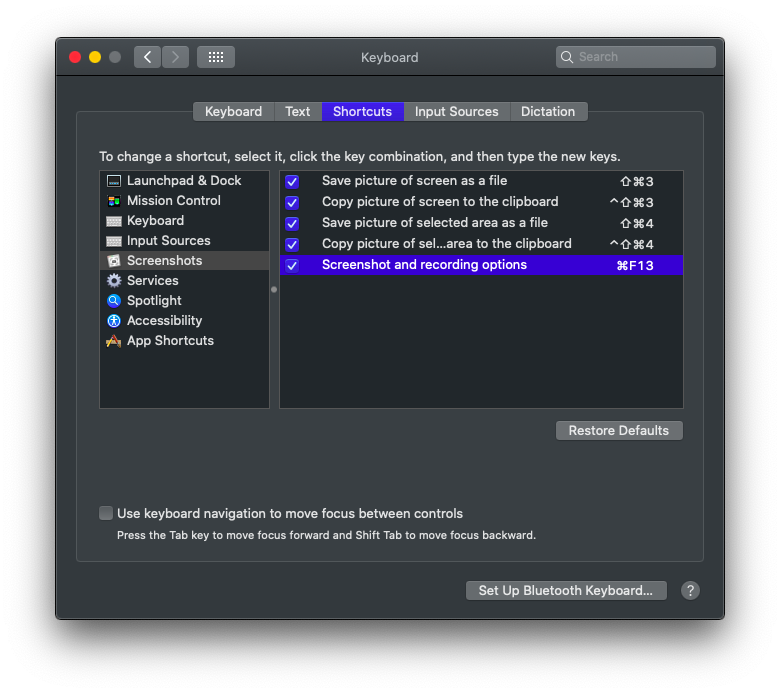 Keyboard
Search
Keyboard Text Shortcuts Input Sources Dictation
To change a shortcut, select it, click the key combination, and then type the new keys.
Launchpad & Dock
Mission Control
Keyboard
Input Sources
Screenshots
Services
Spotlight
Accessibility
App Shortcuts
Save picture of screen as a file ⇧⌘3
Copy picture of screen to the clipboard ^⇧⌘3
Save picture of selected area as a file ⇧⌘4
Copy picture of sel...area to the clipboard ^⇧⌘4
Screenshot and recording options ⌘F13
Restore Defaults
Use keyboard navigation to move focus between controls
Press the Tab key to move focus forward and Shift Tab to move focus backward.
Set Up Bluetooth Keyboard... ?